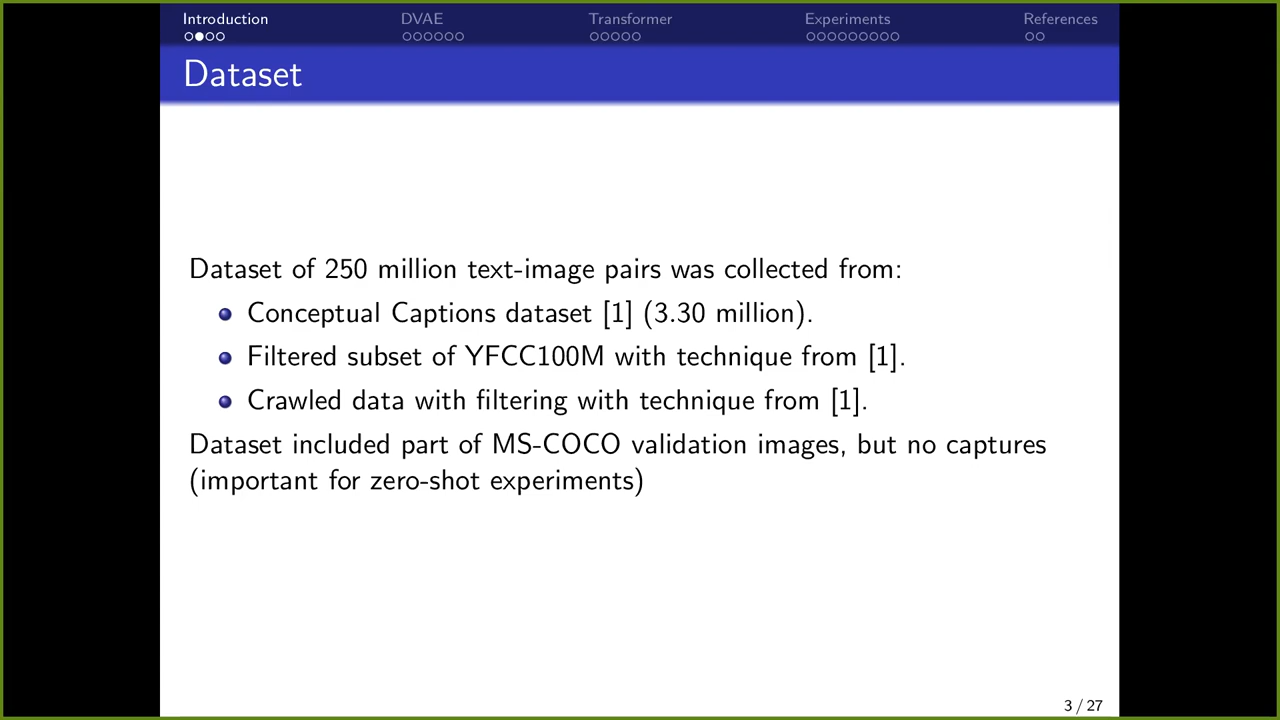 Introduction DVAE Transformer Experiments References
Dataset
Dataset of 250 million text-image pairs was collected from:
Conceptual Captions dataset [1] (3.30 million).
Filtered subset of YFCC100M with technique from [1].
Crawled data with filtering with technique from [1].
Dataset included part of MS-COCO validation images, but no captures
(important for zero-shot experiments)
3 / 27